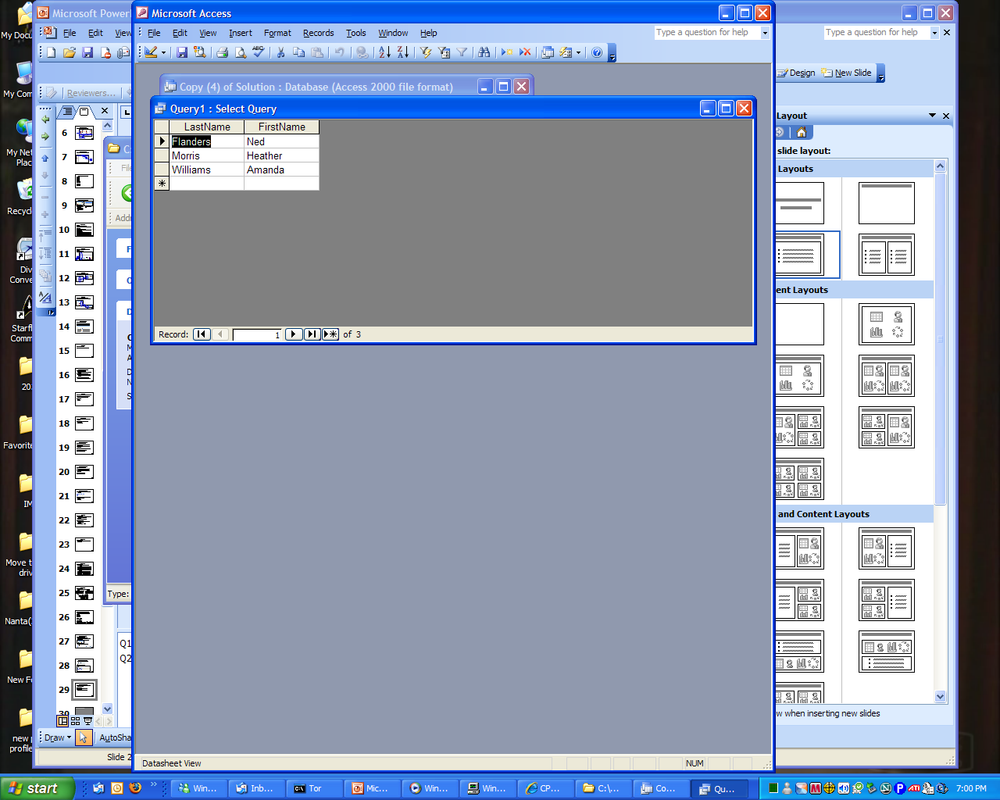 My Docu
My Com
My Net
Plac
Recycl
Div
Conve
Starfl
Comm
20
Favorite
IM
Move t
driv
Nanta(
New Fo
new p
profile
Microsoft Power
File Edit View
Reviewers...
6
7
8
9
10
11
12
13
14
15
16
17
18
19
20
21
22
23
24
25
26
27
28
29
30
Draw AutoSha
Slide 2
File
Addr
Type:
Q1
Q2
Microsoft Access
File Edit View Insert Format Records Tools Window Help
Type a question for help
Copy (4) of Solution : Database (Access 2000 file format)
Query1 : Select Query
LastName FirstName
Flanders Ned
Morris Heather
Williams Amanda
Record: 1 of 3
Datasheet View
NUM
Type a question for help
Design New Slide
Layout
slide layout:
Layouts
ent Layouts
and Content Layouts
w when inserting new slides
start Wind... Inb... Tor Mic... Win... Win... CP... C:\... Co... Qu... 7:00 PM